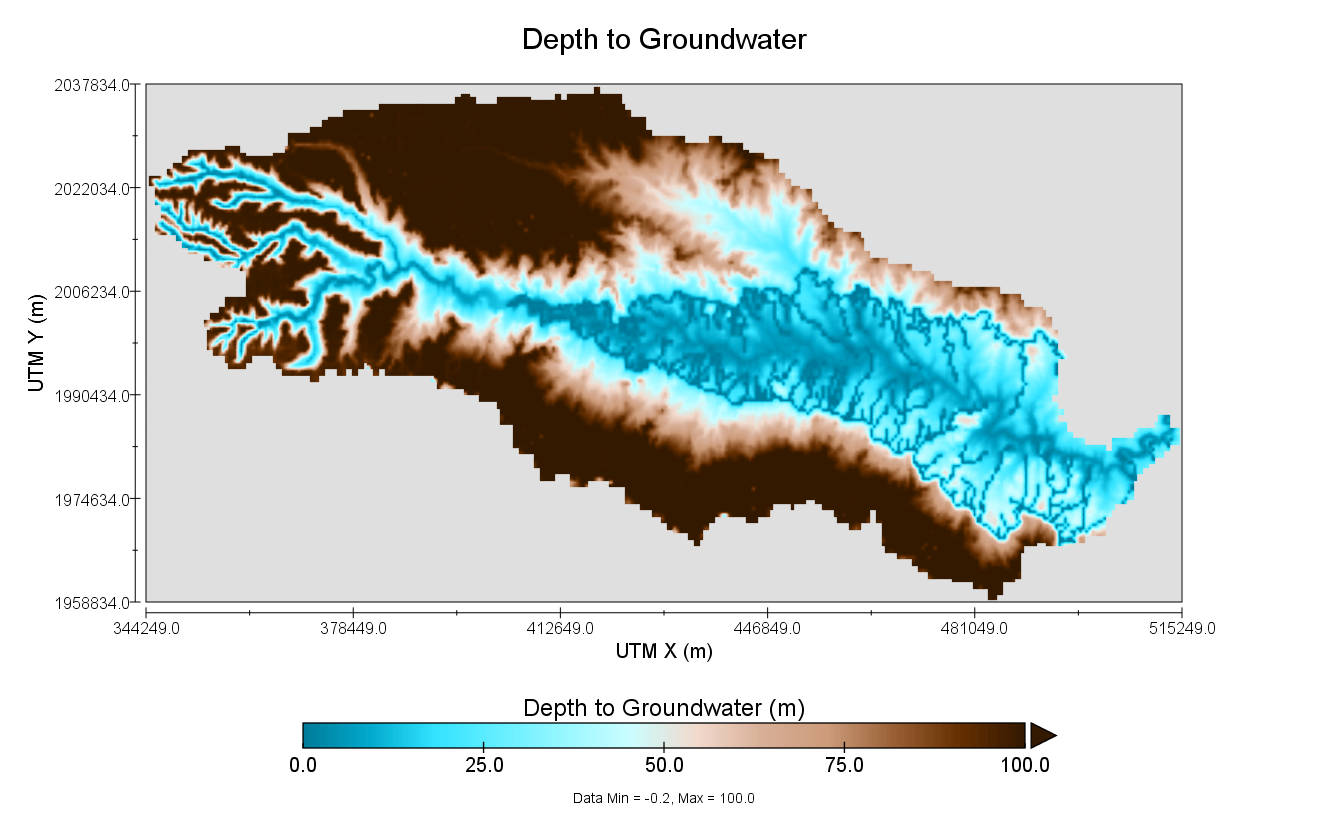 Depth to Groundwater
2037834.0
2022034.0
2006234.0
1990434.0
1974634.0
1958834.0
UTM Y (m)
344249.0 378449.0 412649.0 446849.0 481049.0 515249.0
UTM X (m)
Depth to Groundwater (m)
0.0 25.0 50.0 75.0 100.0
Data Min = -0.2, Max = 100.0